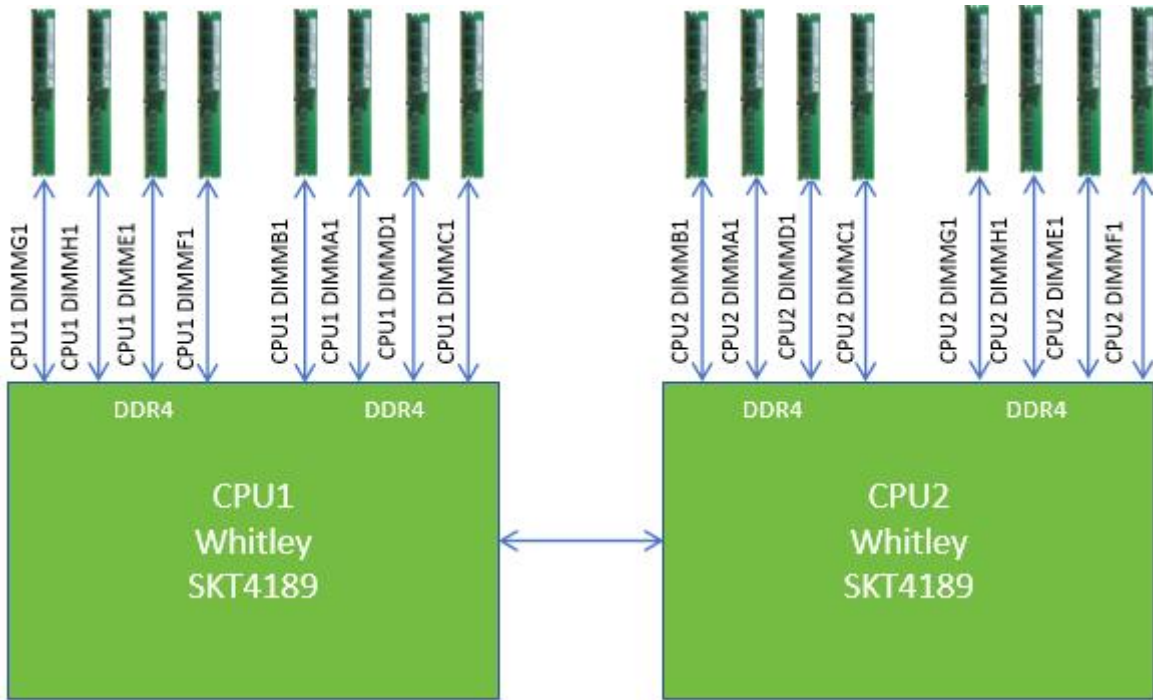 CPU1 DIMMG1
CPU1 DIMMH1
CPU1 DIMME1
CPU1 DIMMF1
CPU1 DIMMB1
CPU1 DIMMA1
CPU1 DIMMD1
CPU1 DIMMC1
CPU2 DIMMB1
CPU2 DIMMA1
CPU2 DIMMD1
CPU2 DIMMC1
CPU2 DIMMG1
CPU2 DIMMH1
CPU2 DIMME1
CPU2 DIMMF1
DDR4
DDR4
CPU1
Whitley
SKT4189
DDR4
DDR4
CPU2
Whitley
SKT4189